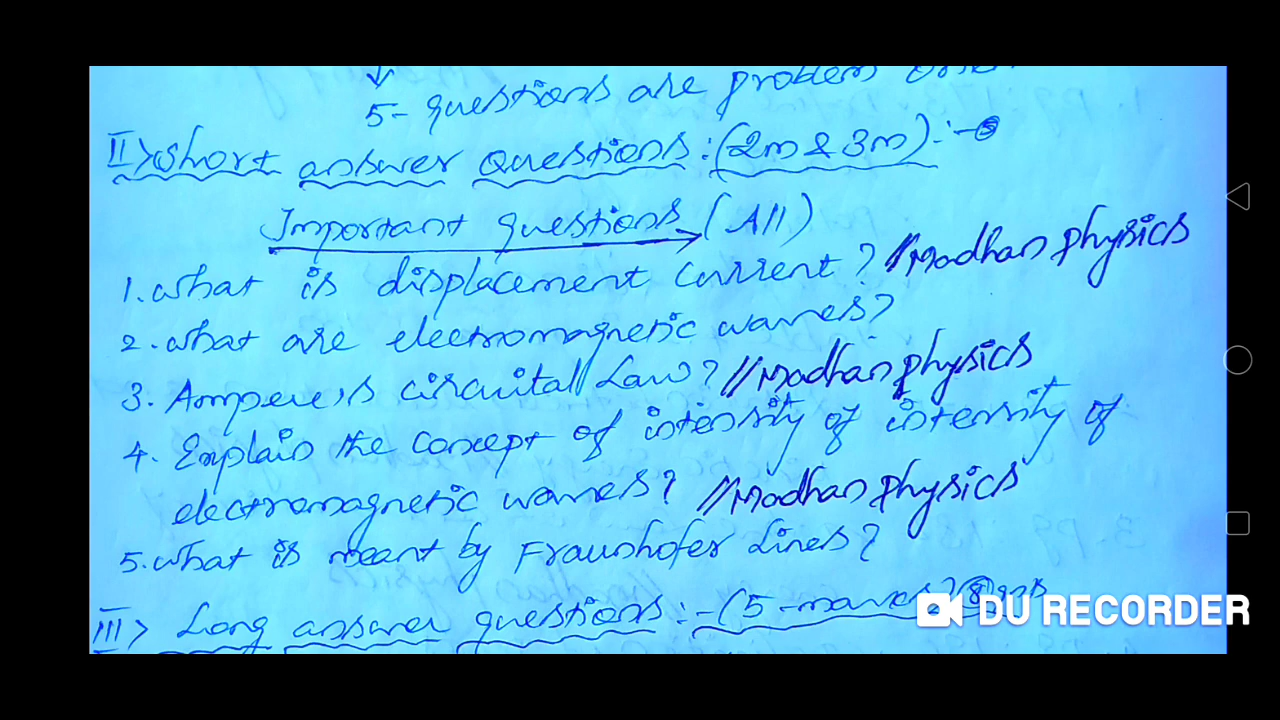 5- questions are problem
II> short answer questions:(2m & 3m):-
Important questions (All)
1. what is displacement current? //Madhan physics
2. what are electromagnetic waves?
3. Ampere's circuital Law? //Madhan physics
4. Explain the concept of intensity of intensity of
electromagnetic waves? //Madhan physics
5. what is meant by Fraunhofer Lines?
III> Long answer questions:-(5-marks)
DU RECORDER